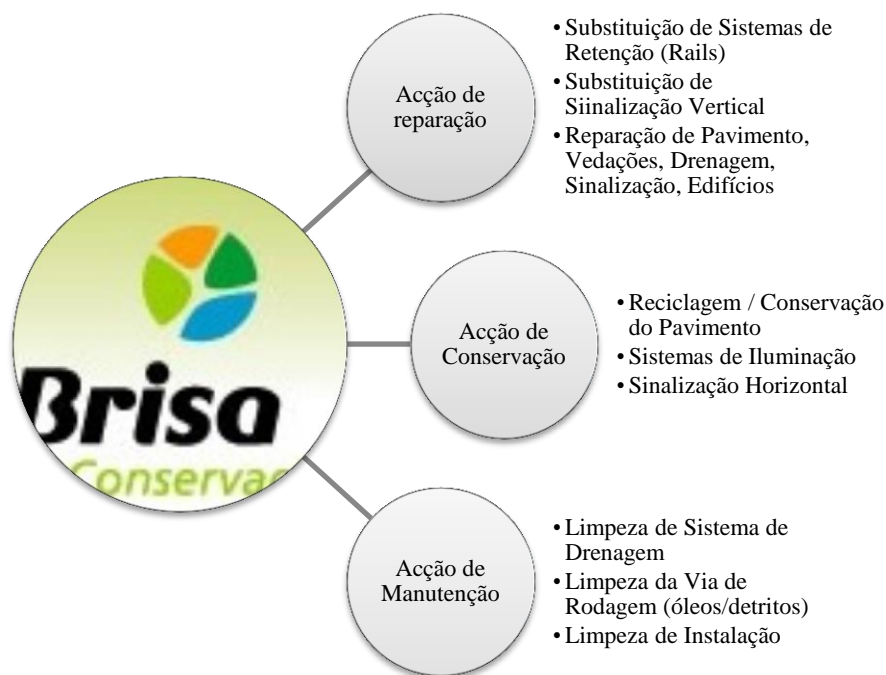 Acção de
reparação
• Substituição de Sistemas de
Retenção (Rails)
• Substituição de
Siinalização Vertical
• Reparação de Pavimento,
Vedações, Drenagem,
Sinalização, Edifícios
Brisa
Conserva
Acção de
Conservação
• Reciclagem / Conservação
do Pavimento
• Sistemas de Iluminação
• Sinalização Horizontal
Acção de
Manutenção
• Limpeza de Sistema de
Drenagem
• Limpeza da Via de
Rodagem (óleos/detritos)
• Limpeza de Instalação